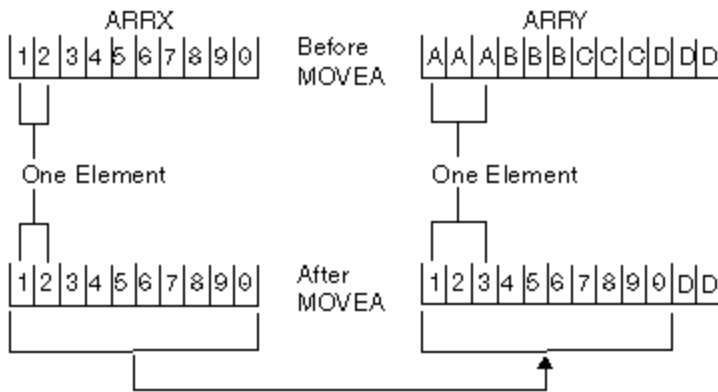 ARRX ARRY
1 2 3 4 5 6 7 8 9 0 Before A A A B B B C C C D D D
MOVEA
One Element One Element
1 2 3 4 5 6 7 8 9 0 After 1 2 3 4 5 6 7 8 9 0 D D
MOVEA